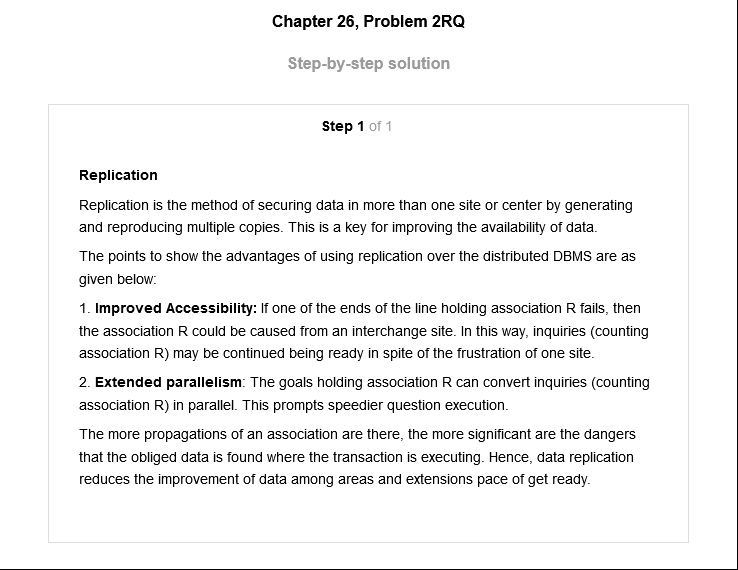 Chapter 26, Problem 2RQ
Step-by-step solution
Step 1 of 1
Replication
Replication is the method of securing data in more than one site or center by generating
and reproducing multiple copies. This is a key for improving the availability of data.
The points to show the advantages of using replication over the distributed DBMS are as
given below:
1. Improved Accessibility: If one of the ends of the line holding association R fails, then
the association R could be caused from an interchange site. In this way, inquiries (counting
association R) may be continued being ready in spite of the frustration of one site.
2. Extended parallelism: The goals holding association R can convert inquiries (counting
association R) in parallel. This prompts speedier question execution.
The more propagations of an association are there, the more significant are the dangers
that the obliged data is found where the transaction is executing. Hence, data replication
reduces the improvement of data among areas and extensions pace of get ready.